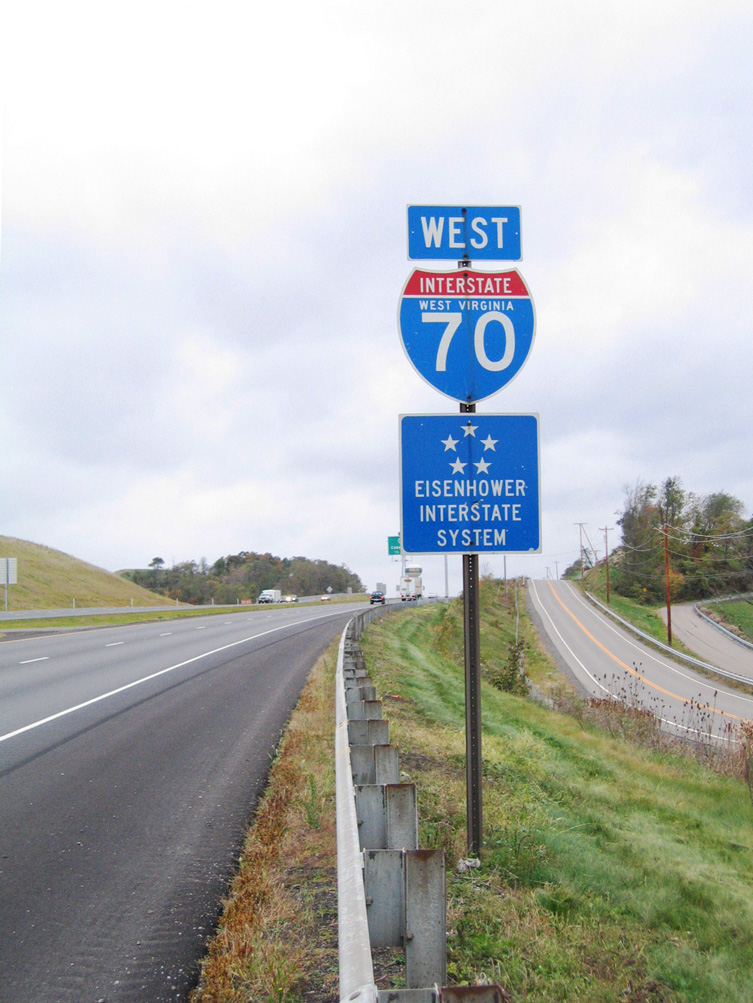 WEST
INTERSTATE
WEST VIRGINIA
70
EISENHOWER
INTERSTATE
SYSTEM